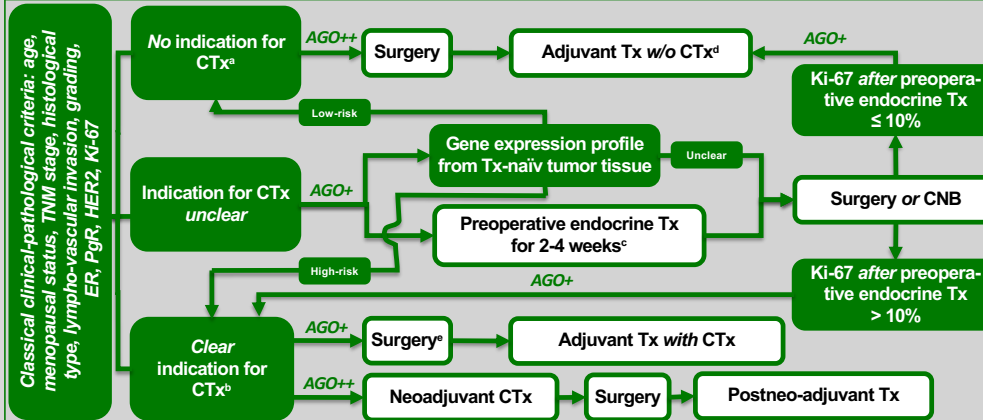 Classical clinical-pathological criteria: age,
menopausal status, TNM stage, histological
type, lympho-vascular invasion, grading,
ER, PgR, HER2, Ki-67
No indication for
CTxᵃ
AGO++
Surgery
Adjuvant Tx w/o CTxᵈ
AGO+
Ki-67 after preopera-
tive endocrine Tx
≤ 10%
Low-risk
Gene expression profile
from Tx-naïv tumor tissue
Unclear
Indication for CTx
unclear
AGO+
Surgery or CNB
Preoperative endocrine Tx
for 2-4 weeksᶜ
High-risk
AGO+
Ki-67 after preopera-
tive endocrine Tx
> 10%
Clear
indication for
CTxᵇ
AGO+
Surgeryᵉ
Adjuvant Tx with CTx
AGO++
Neoadjuvant CTx
Surgery
Postneo-adjuvant Tx